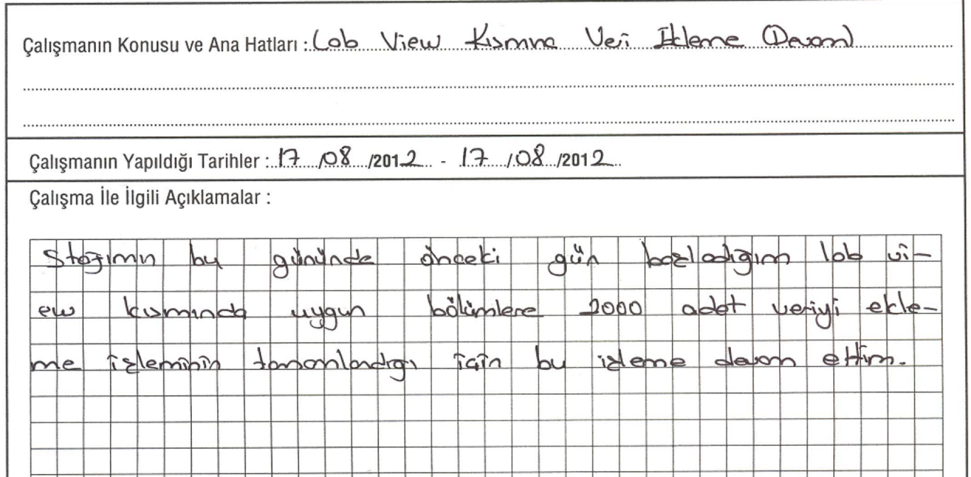 Çalışmanın Konusu ve Ana Hatları : Lab View Kısmına Veri Ekleme (Devam)
Çalışmanın Yapıldığı Tarihler : 17 /08 /2012 - 17 /08 /2012
Çalışma İle İlgili Açıklamalar :
Stajımın bu gününde önceki gün başladığım lab vi-
ew kısmında uygun bölümlere 2000 adet veriyi ekle-
me işleminin tamamlandığı için bu işleme devam ettim.